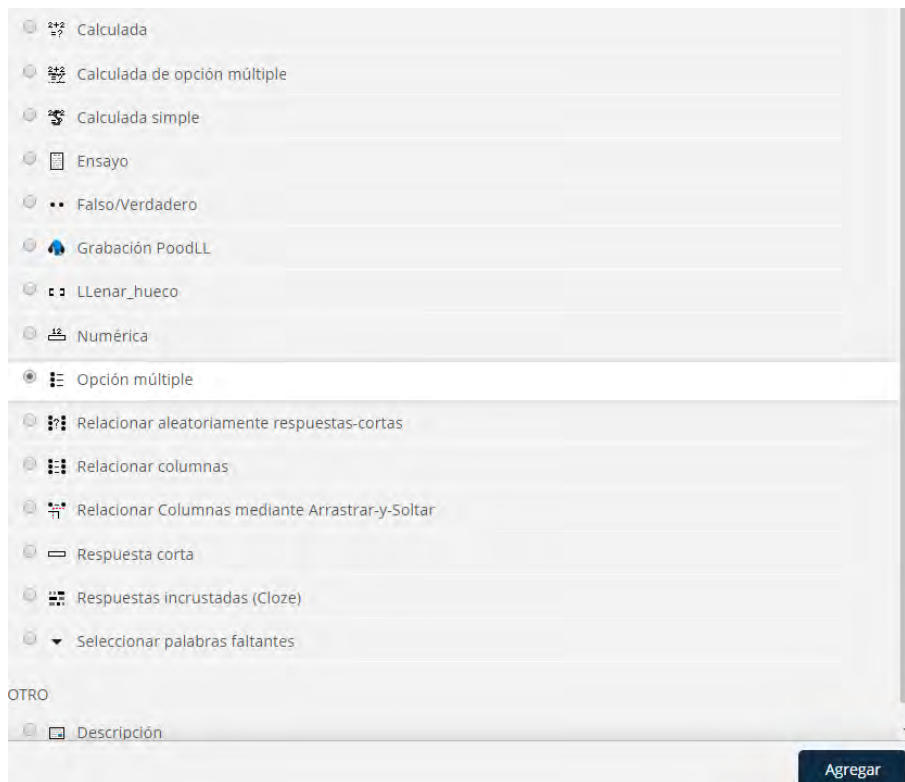 Calculada
Calculada de opción múltiple
Calculada simple
Ensayo
Falso/Verdadero
Grabación PoodLL
LLenar_hueco
Numérica
Opción múltiple
Relacionar aleatoriamente respuestas-cortas
Relacionar columnas
Relacionar Columnas mediante Arrastrar-y-Soltar
Respuesta corta
Respuestas incrustadas (Cloze)
Seleccionar palabras faltantes
OTRO
Descripción
Agregar